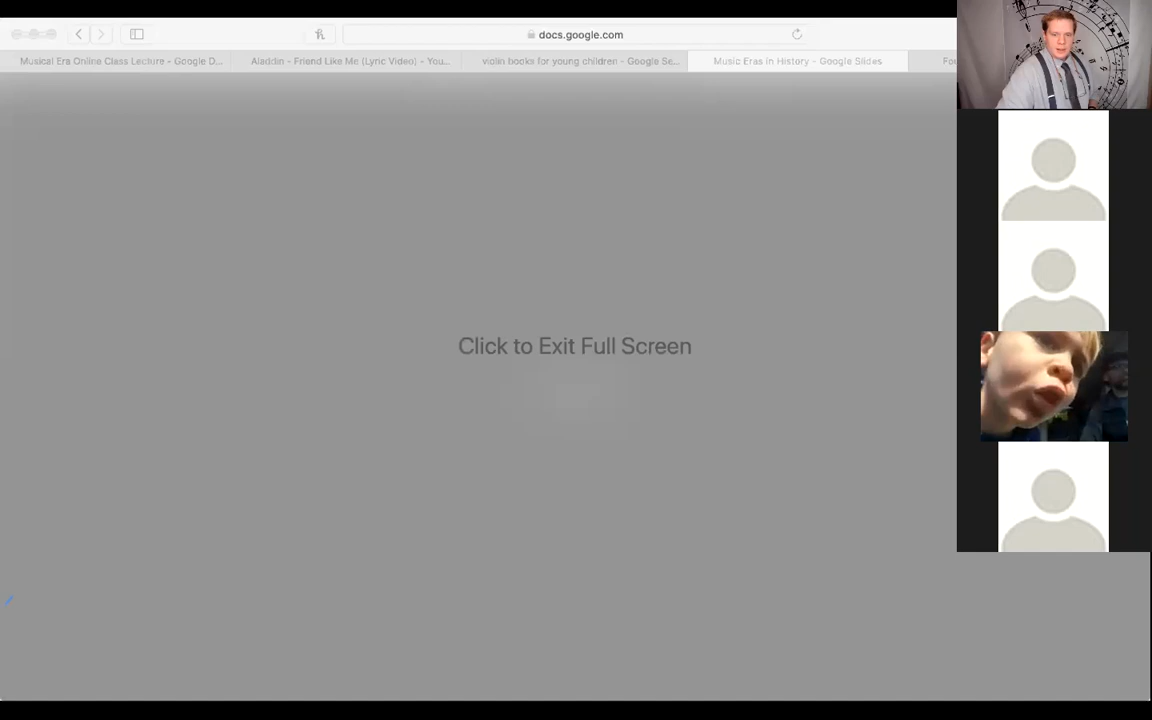 docs.google.com
Musical Era Online Class Lecture - Google D...
Aladdin - Friend Like Me (Lyric Video) - You...
violin books for young children - Google Se...
Music Eras in History - Google Slides
Click to Exit Full Screen